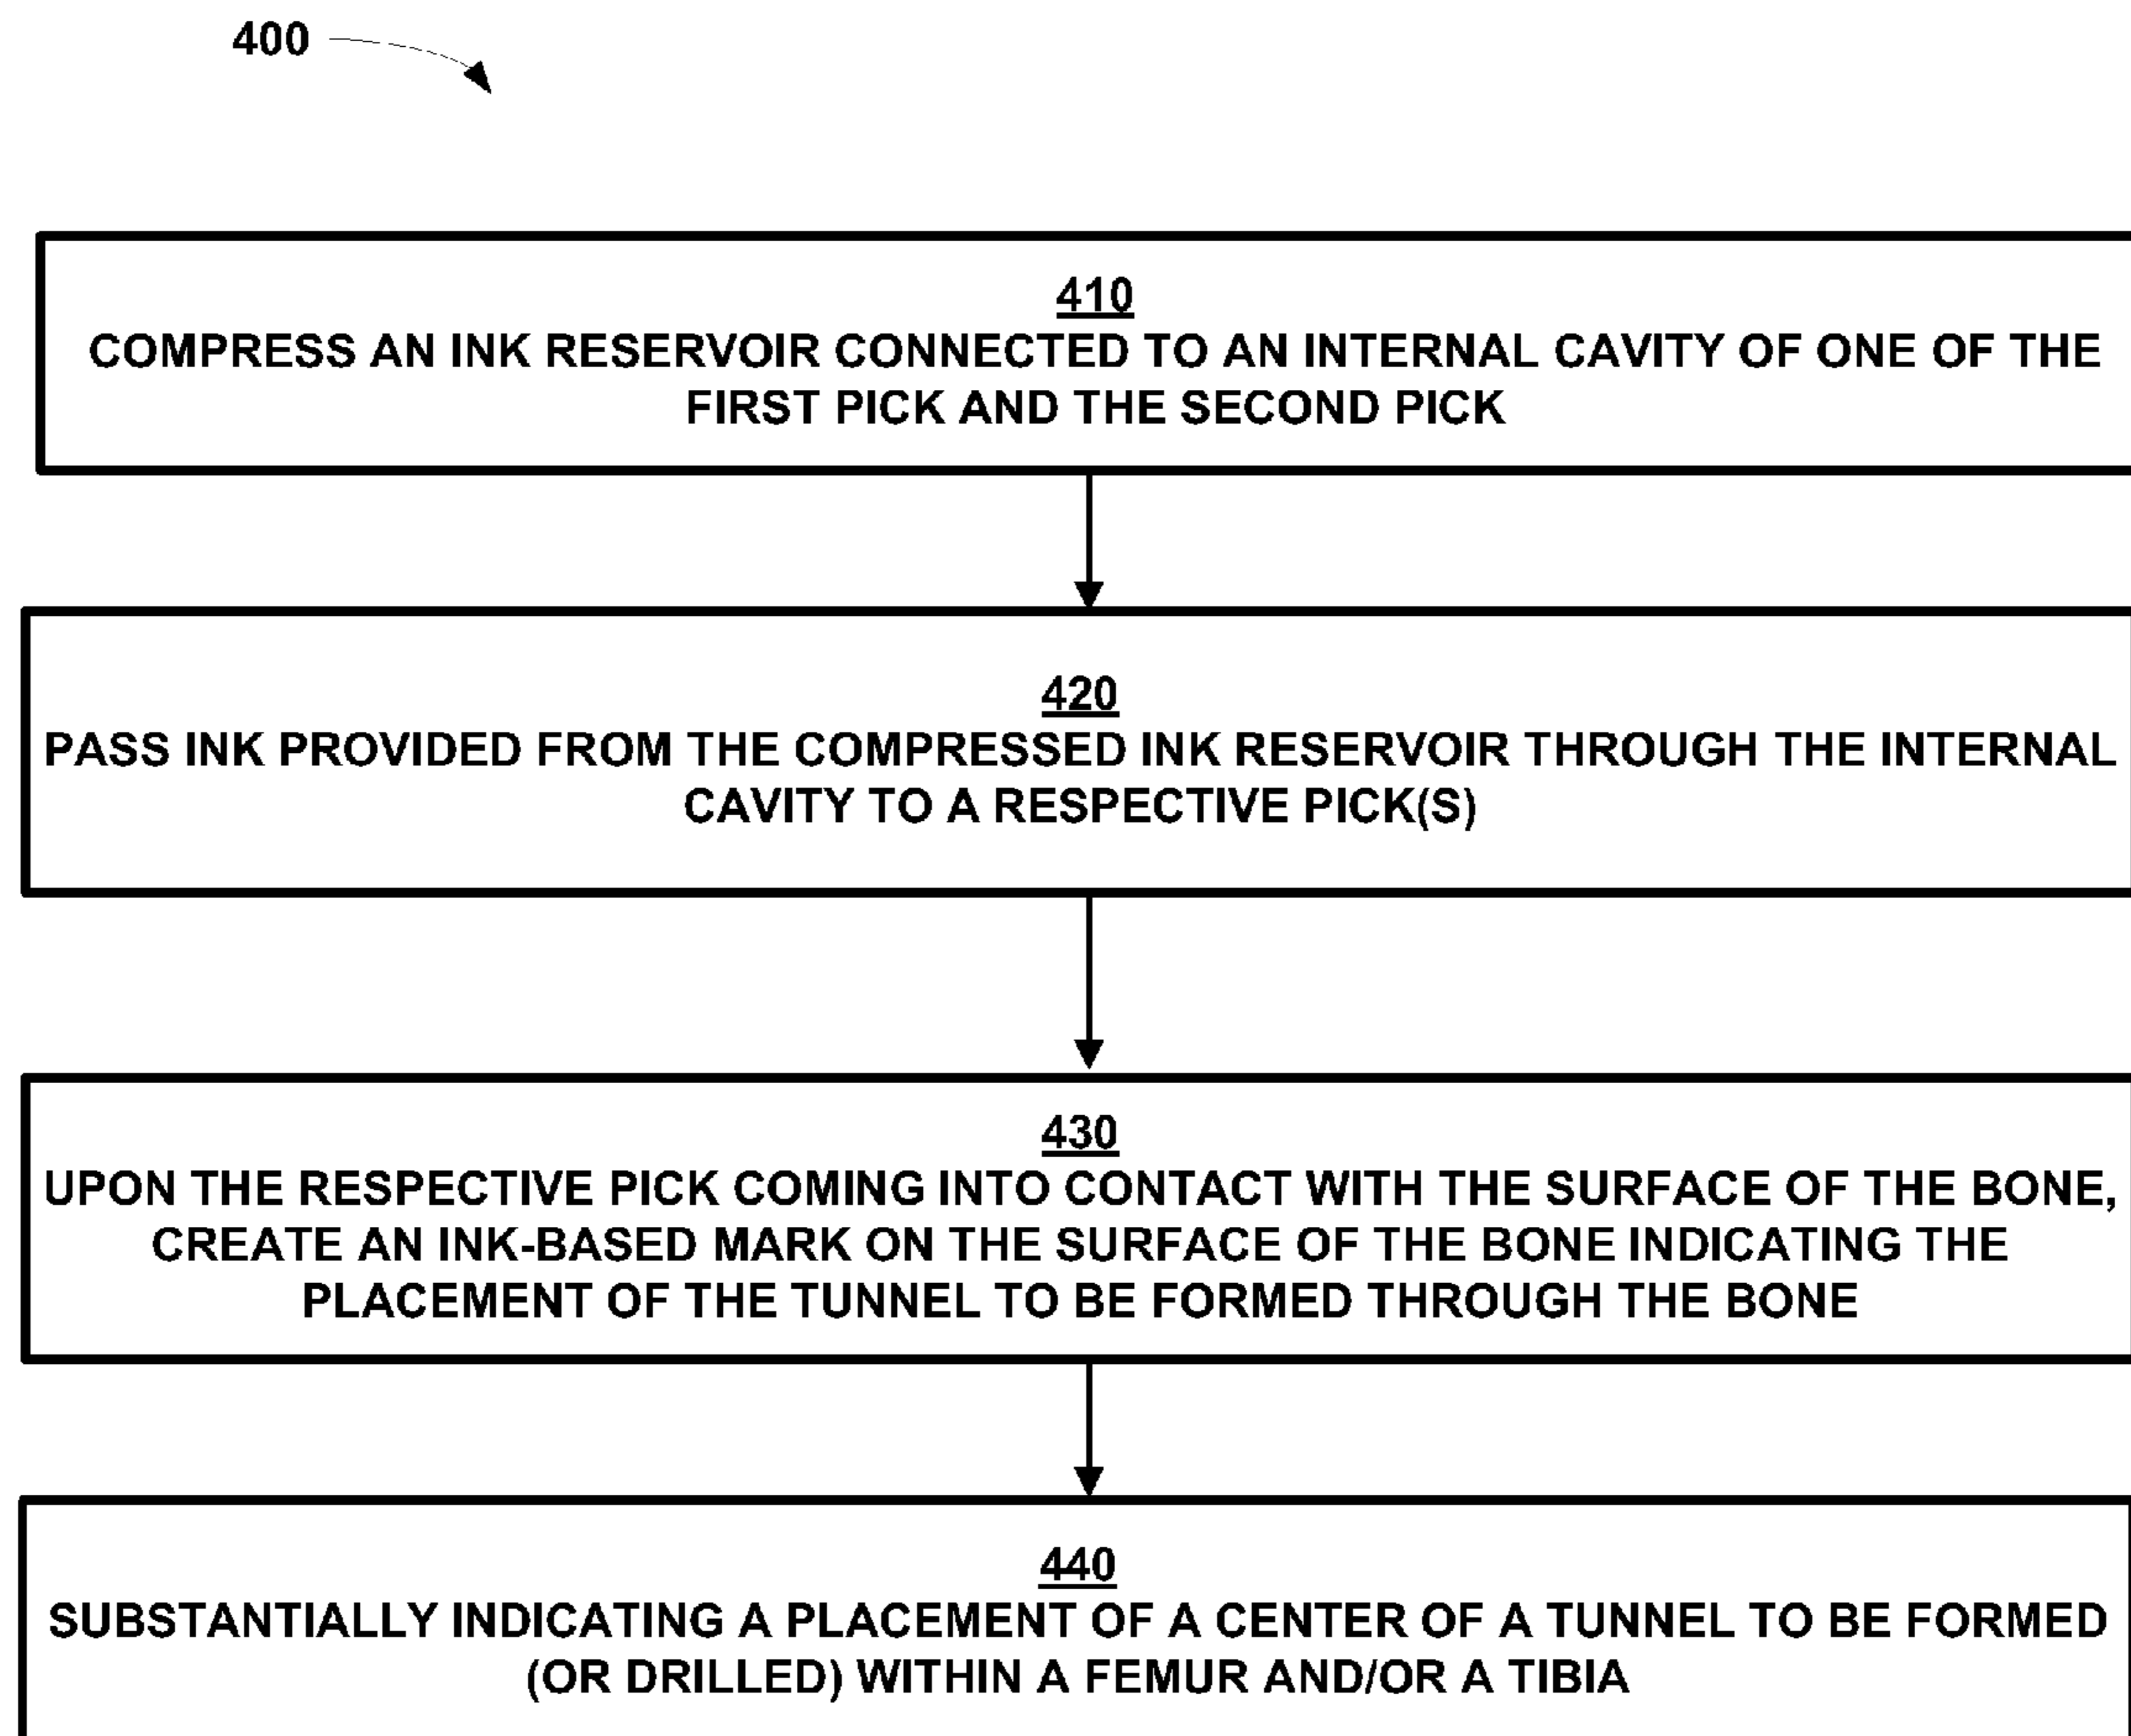 400
410
COMPRESS AN INK RESERVOIR CONNECTED TO AN INTERNAL CAVITY OF ONE OF THE
FIRST PICK AND THE SECOND PICK
420
PASS INK PROVIDED FROM THE COMPRESSED INK RESERVOIR THROUGH THE INTERNAL
CAVITY TO A RESPECTIVE PICK(S)
430
UPON THE RESPECTIVE PICK COMING INTO CONTACT WITH THE SURFACE OF THE BONE,
CREATE AN INK-BASED MARK ON THE SURFACE OF THE BONE INDICATING THE
PLACEMENT OF THE TUNNEL TO BE FORMED THROUGH THE BONE
440
SUBSTANTIALLY INDICATING A PLACEMENT OF A CENTER OF A TUNNEL TO BE FORMED
(OR DRILLED) WITHIN A FEMUR AND/OR A TIBIA